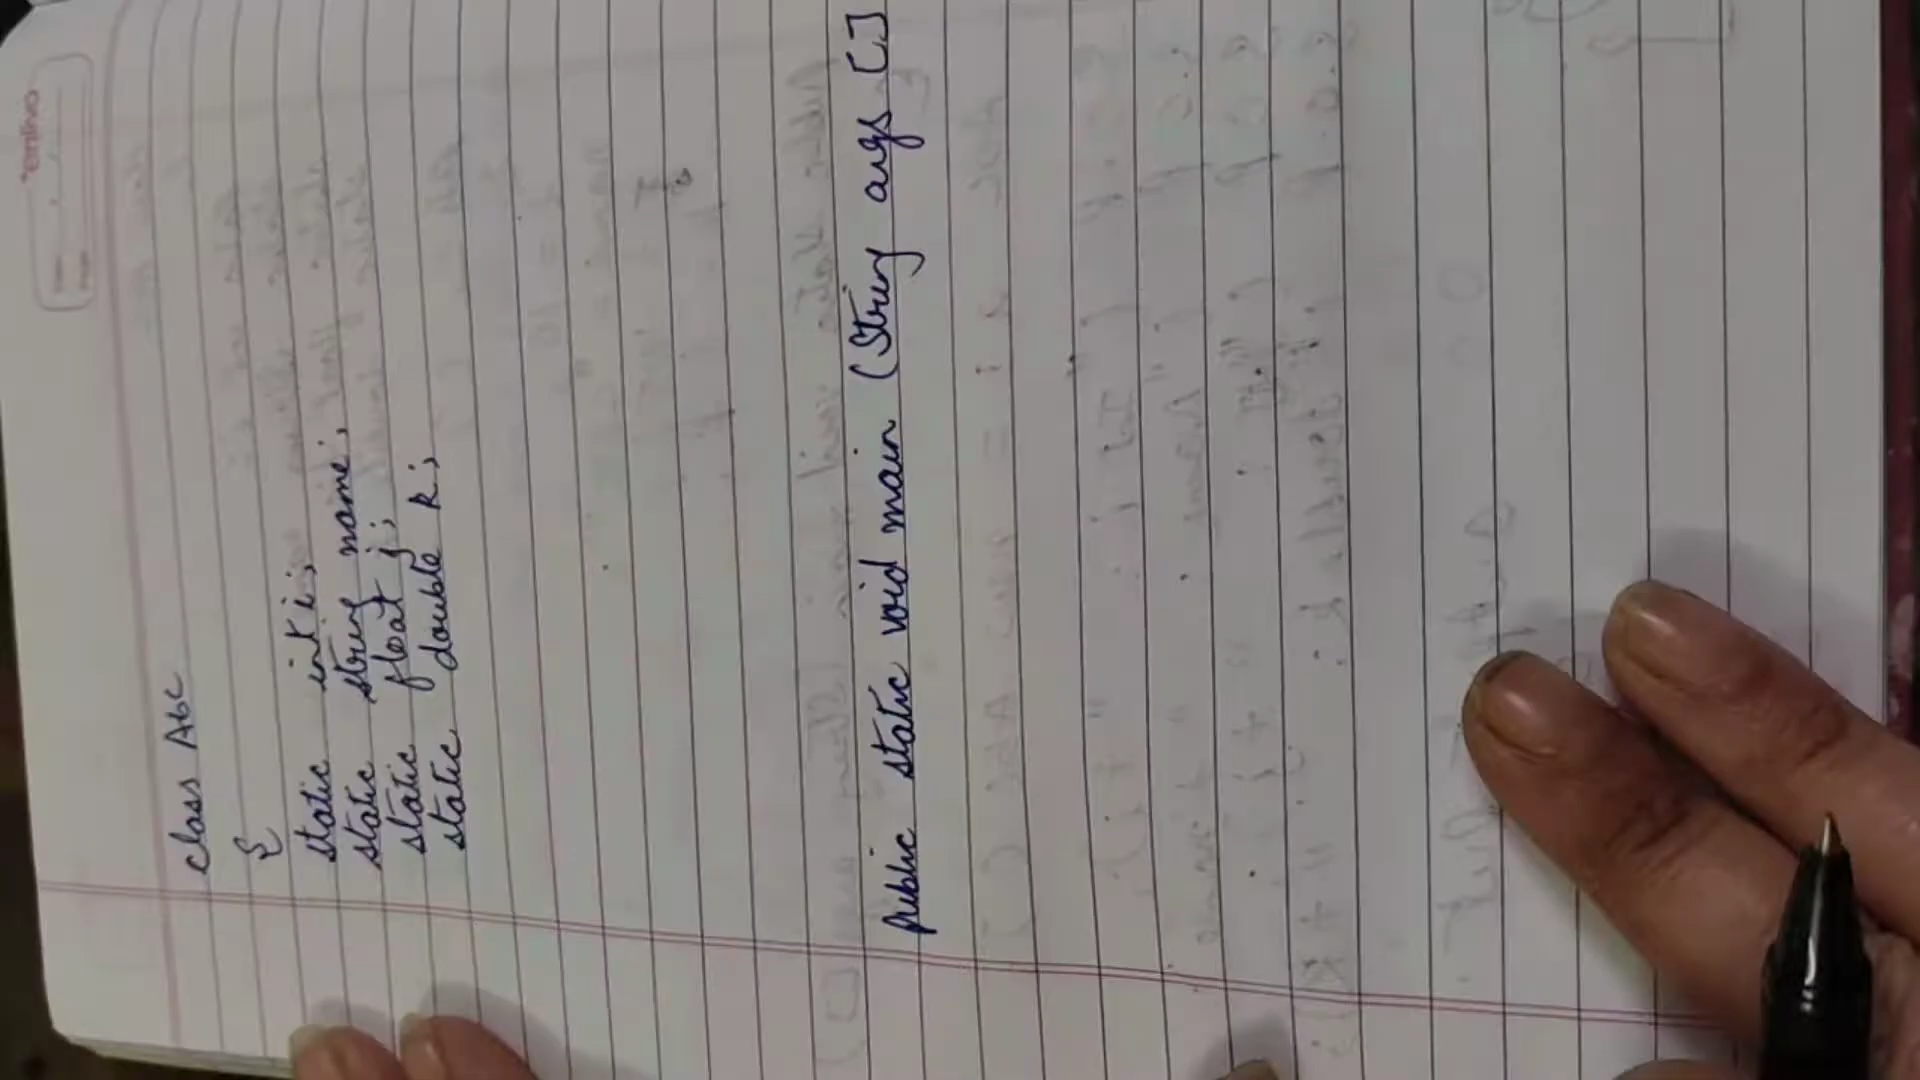 class Abc
{
static int i;
static string name;
static float j;
static double k;
public static void main (String args []